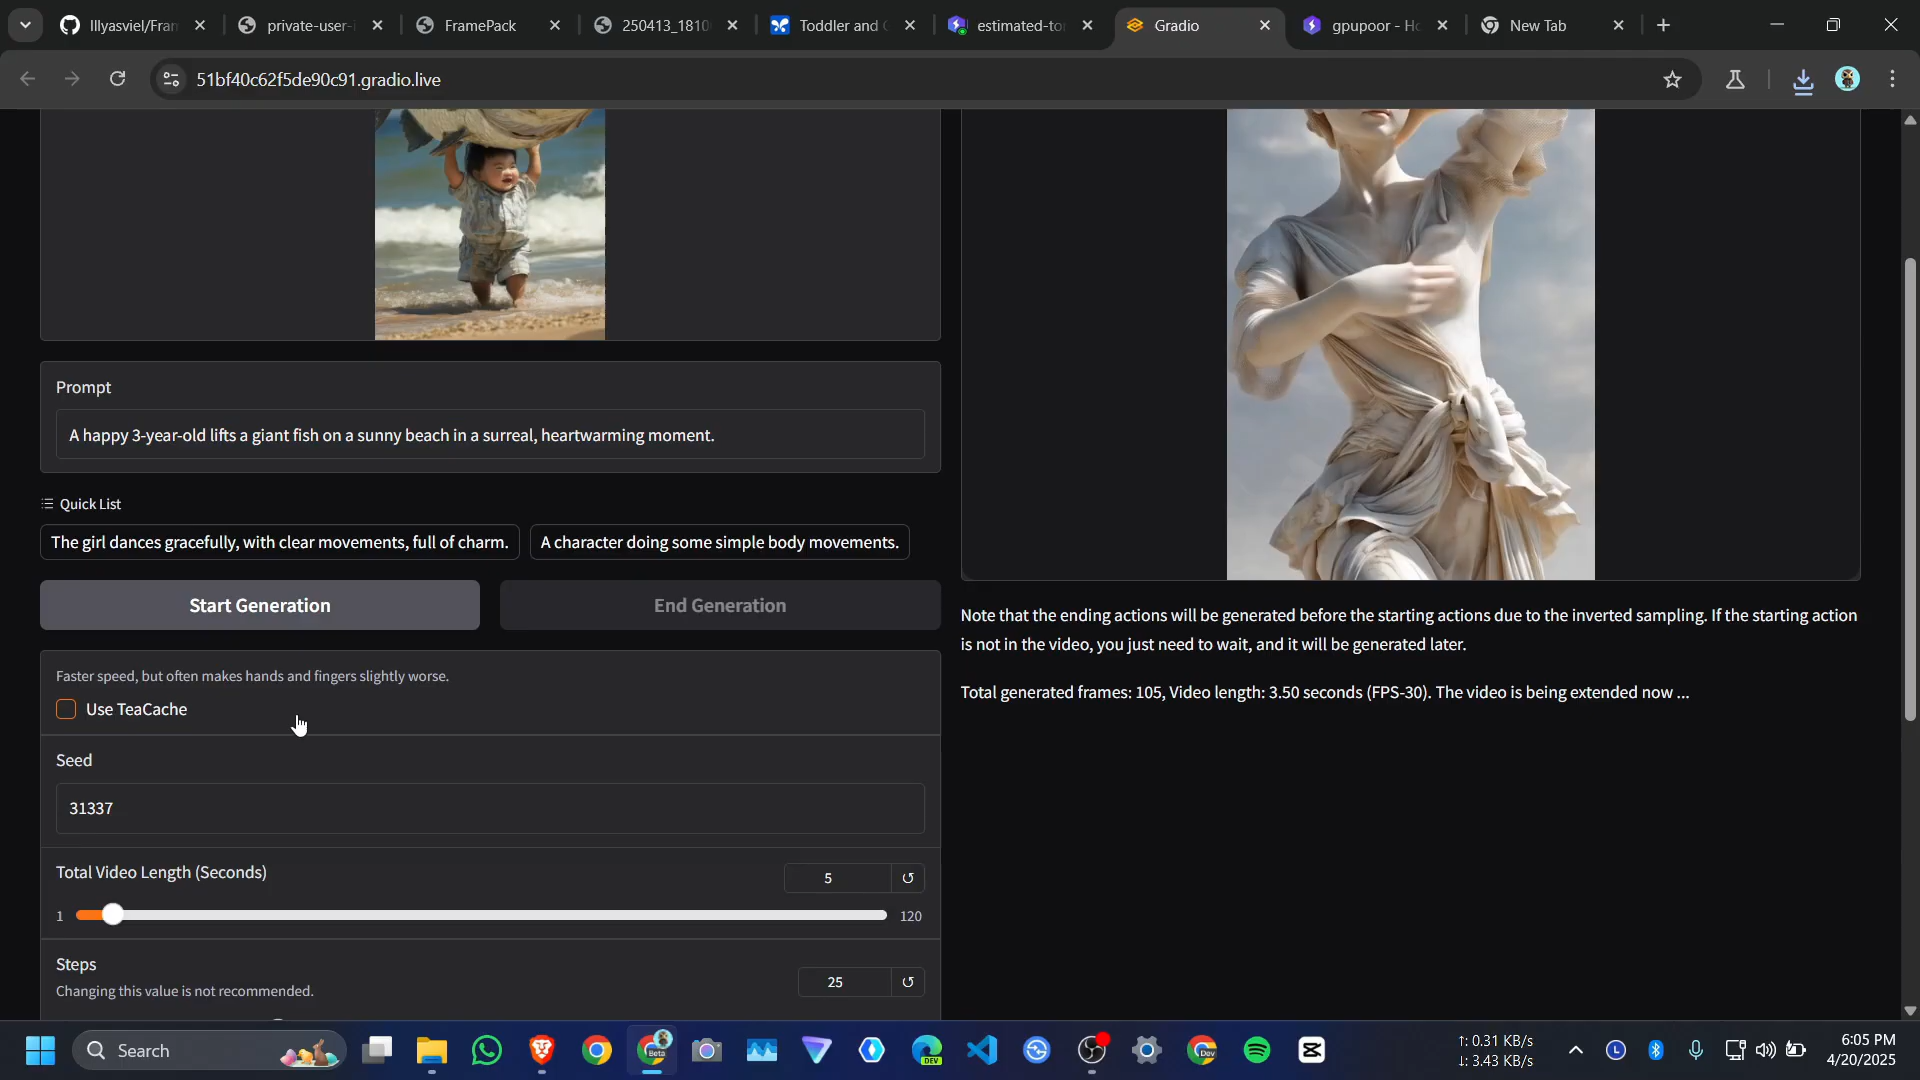 lllyasviel/Fran
private-user-i
FramePack
250413_1810
Toddler and G
estimated-tor
Gradio
gpupoor - Ho
New Tab
51bf40c62f5de90c91.gradio.live
Prompt
A happy 3-year-old lifts a giant fish on a sunny beach in a surreal, heartwarming moment.
Quick List
The girl dances gracefully, with clear movements, full of charm.
A character doing some simple body movements.
Start Generation
End Generation
Note that the ending actions will be generated before the starting actions due to the inverted sampling. If the starting action
is not in the video, you just need to wait, and it will be generated later.
Total generated frames: 105, Video length: 3.50 seconds (FPS-30). The video is being extended now ...
Faster speed, but often makes hands and fingers slightly worse.
Use TeaCache
Seed
31337
Total Video Length (Seconds)
5
1
120
Steps
25
Changing this value is not recommended.
Search
Beta
DEV
Dev
↑: 0.31 KB/s
↓: 3.43 KB/s
L
6:05 PM
4/20/2025